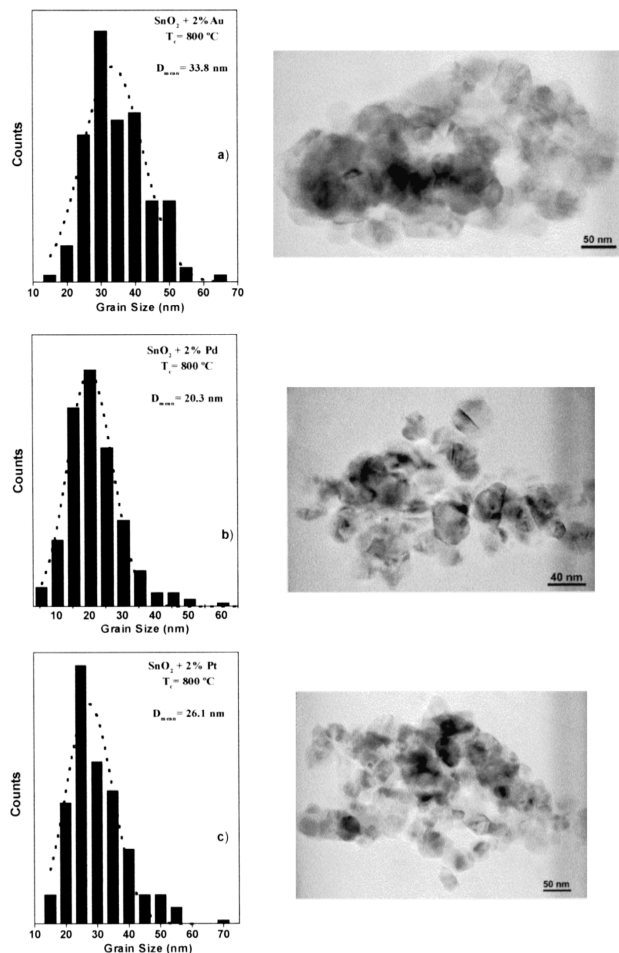 SnO2 + 2% Au
Tc= 800 ºC
Dmean= 33.8 nm
Counts
a)
10 20 30 40 50 60 70
Grain Size (nm)
50 nm
SnO2 + 2% Pd
Tc= 800 ºC
Dmean= 20.3 nm
Counts
b)
10 20 30 40 50 60
Grain Size (nm)
40 nm
SnO2 + 2% Pt
Tc= 800 ºC
Dmean= 26.1 nm
Counts
c)
10 20 30 40 50 60 70
Grain Size (nm)
50 nm